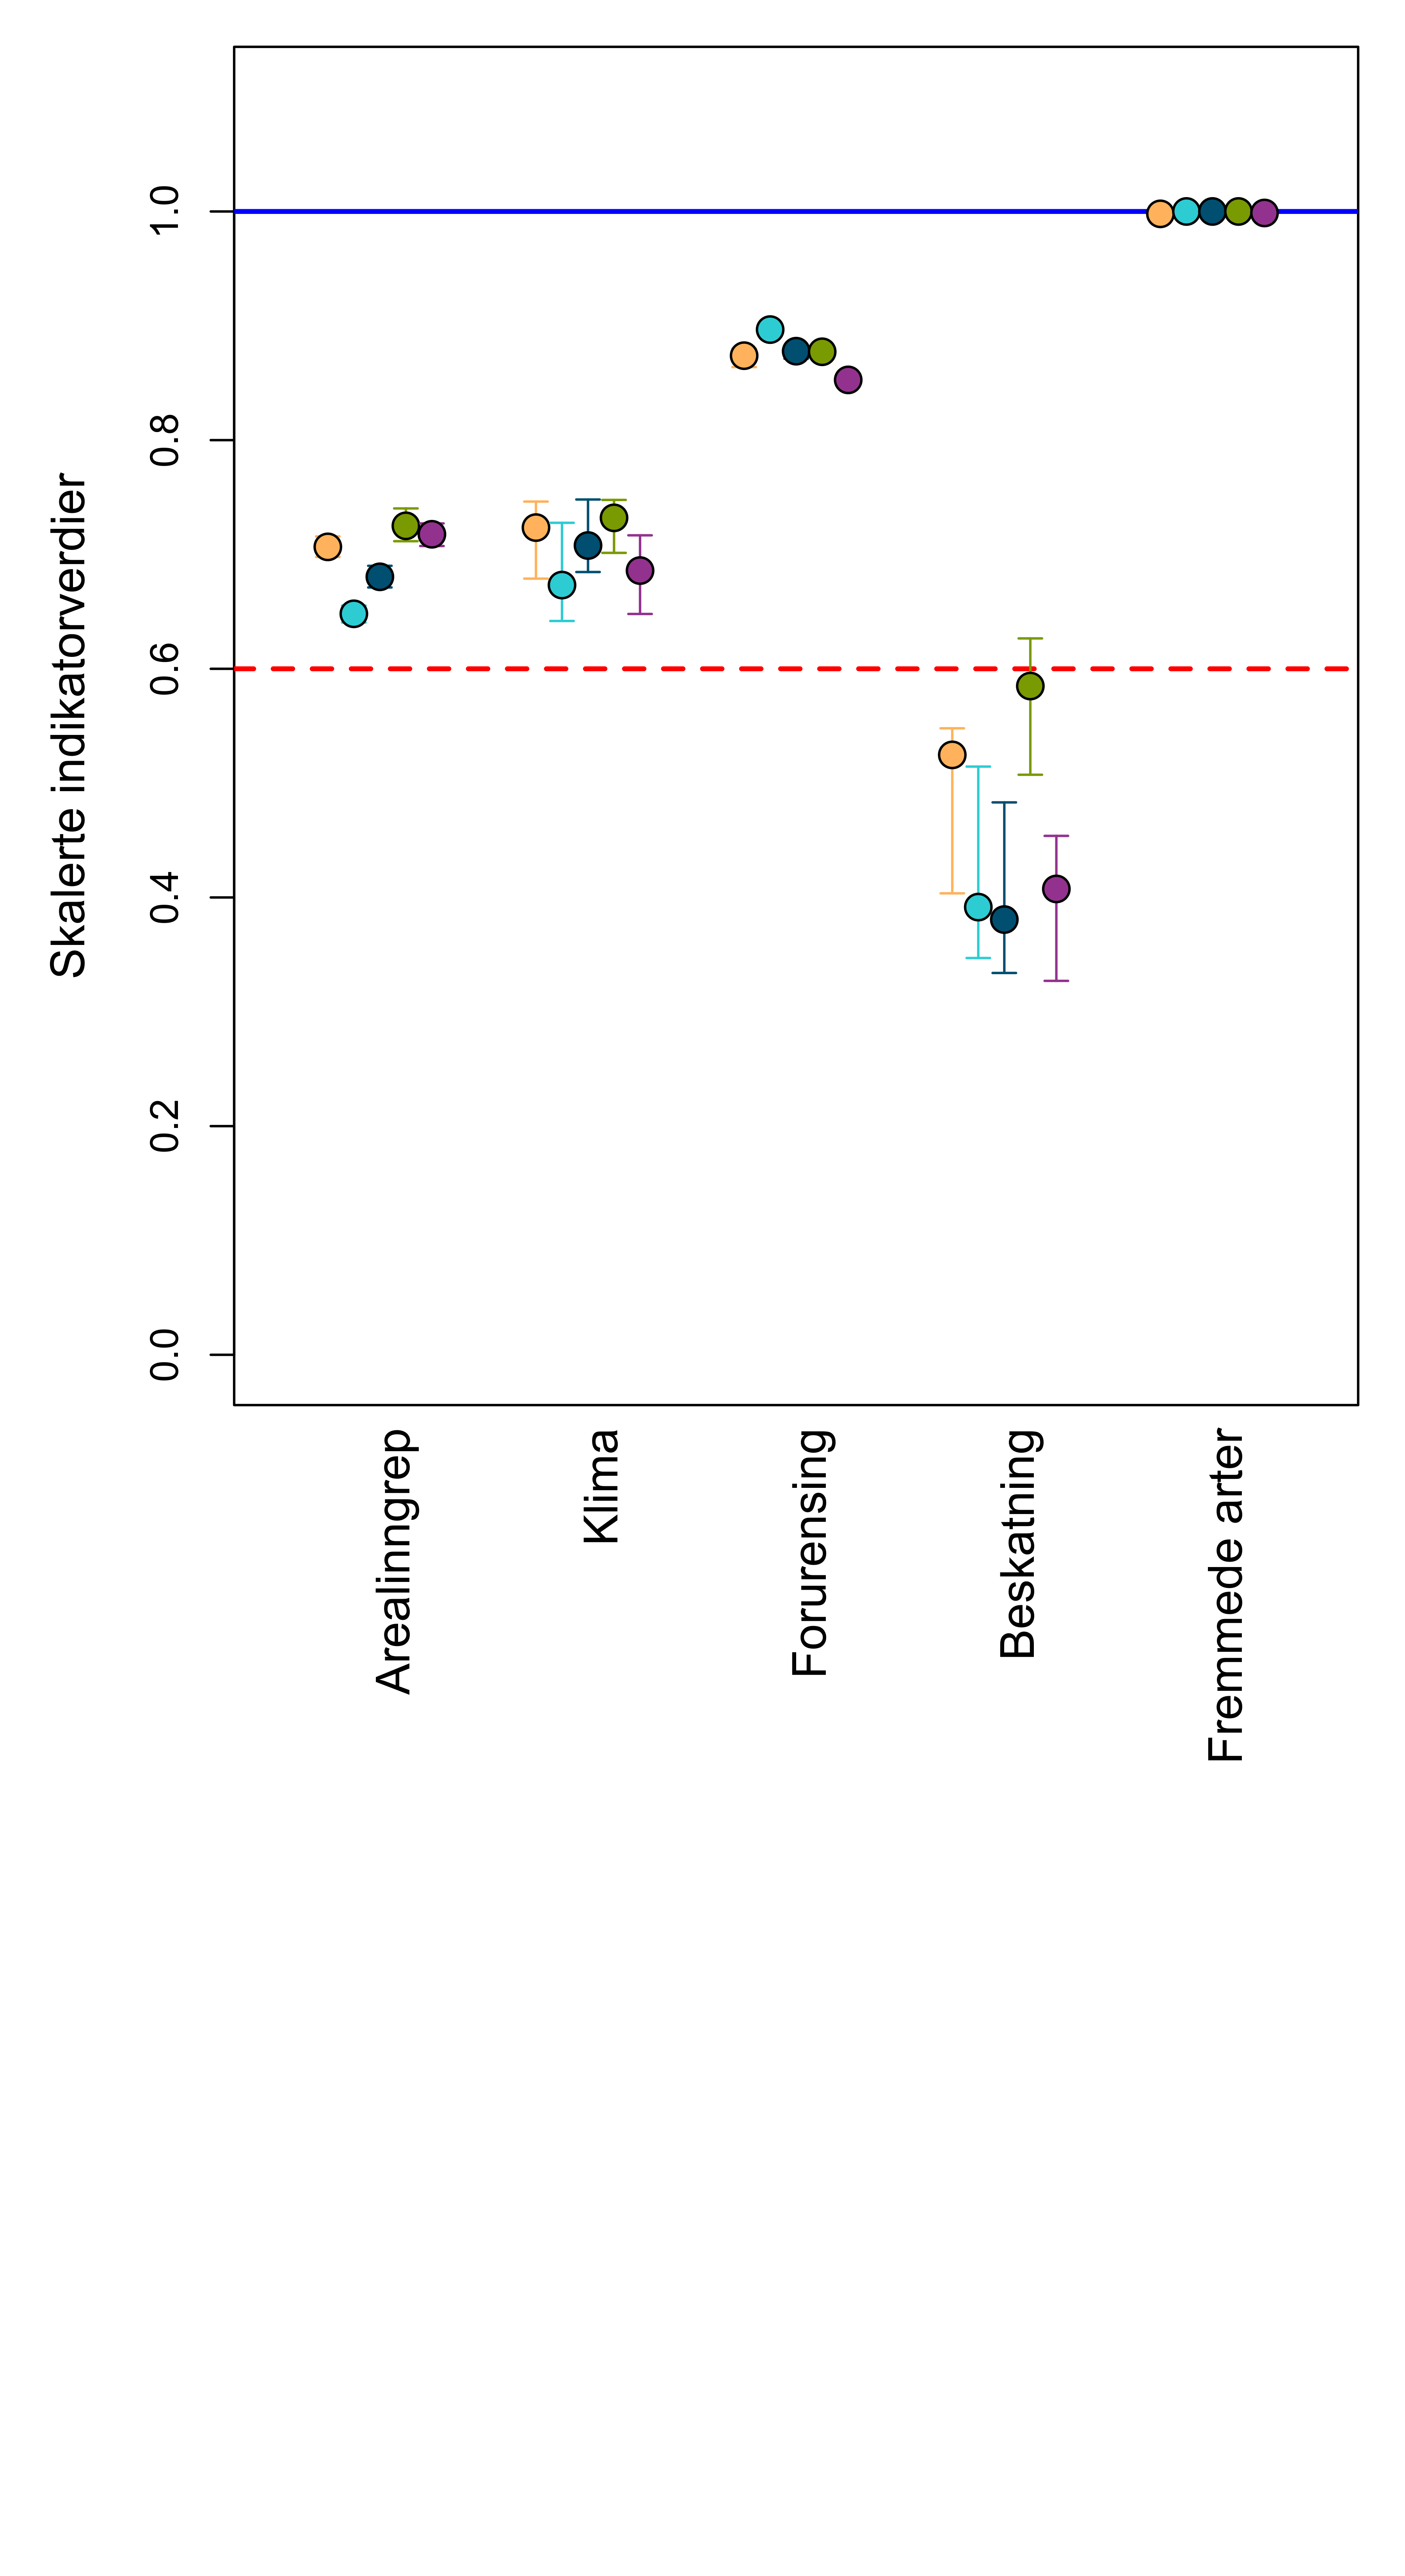 Skalerte indikatorverdier
1.0
0.8
0.6
0.4
0.2
0.0
Arealinngrep
Klima
Forurensing
Beskatning
Fremmede arter